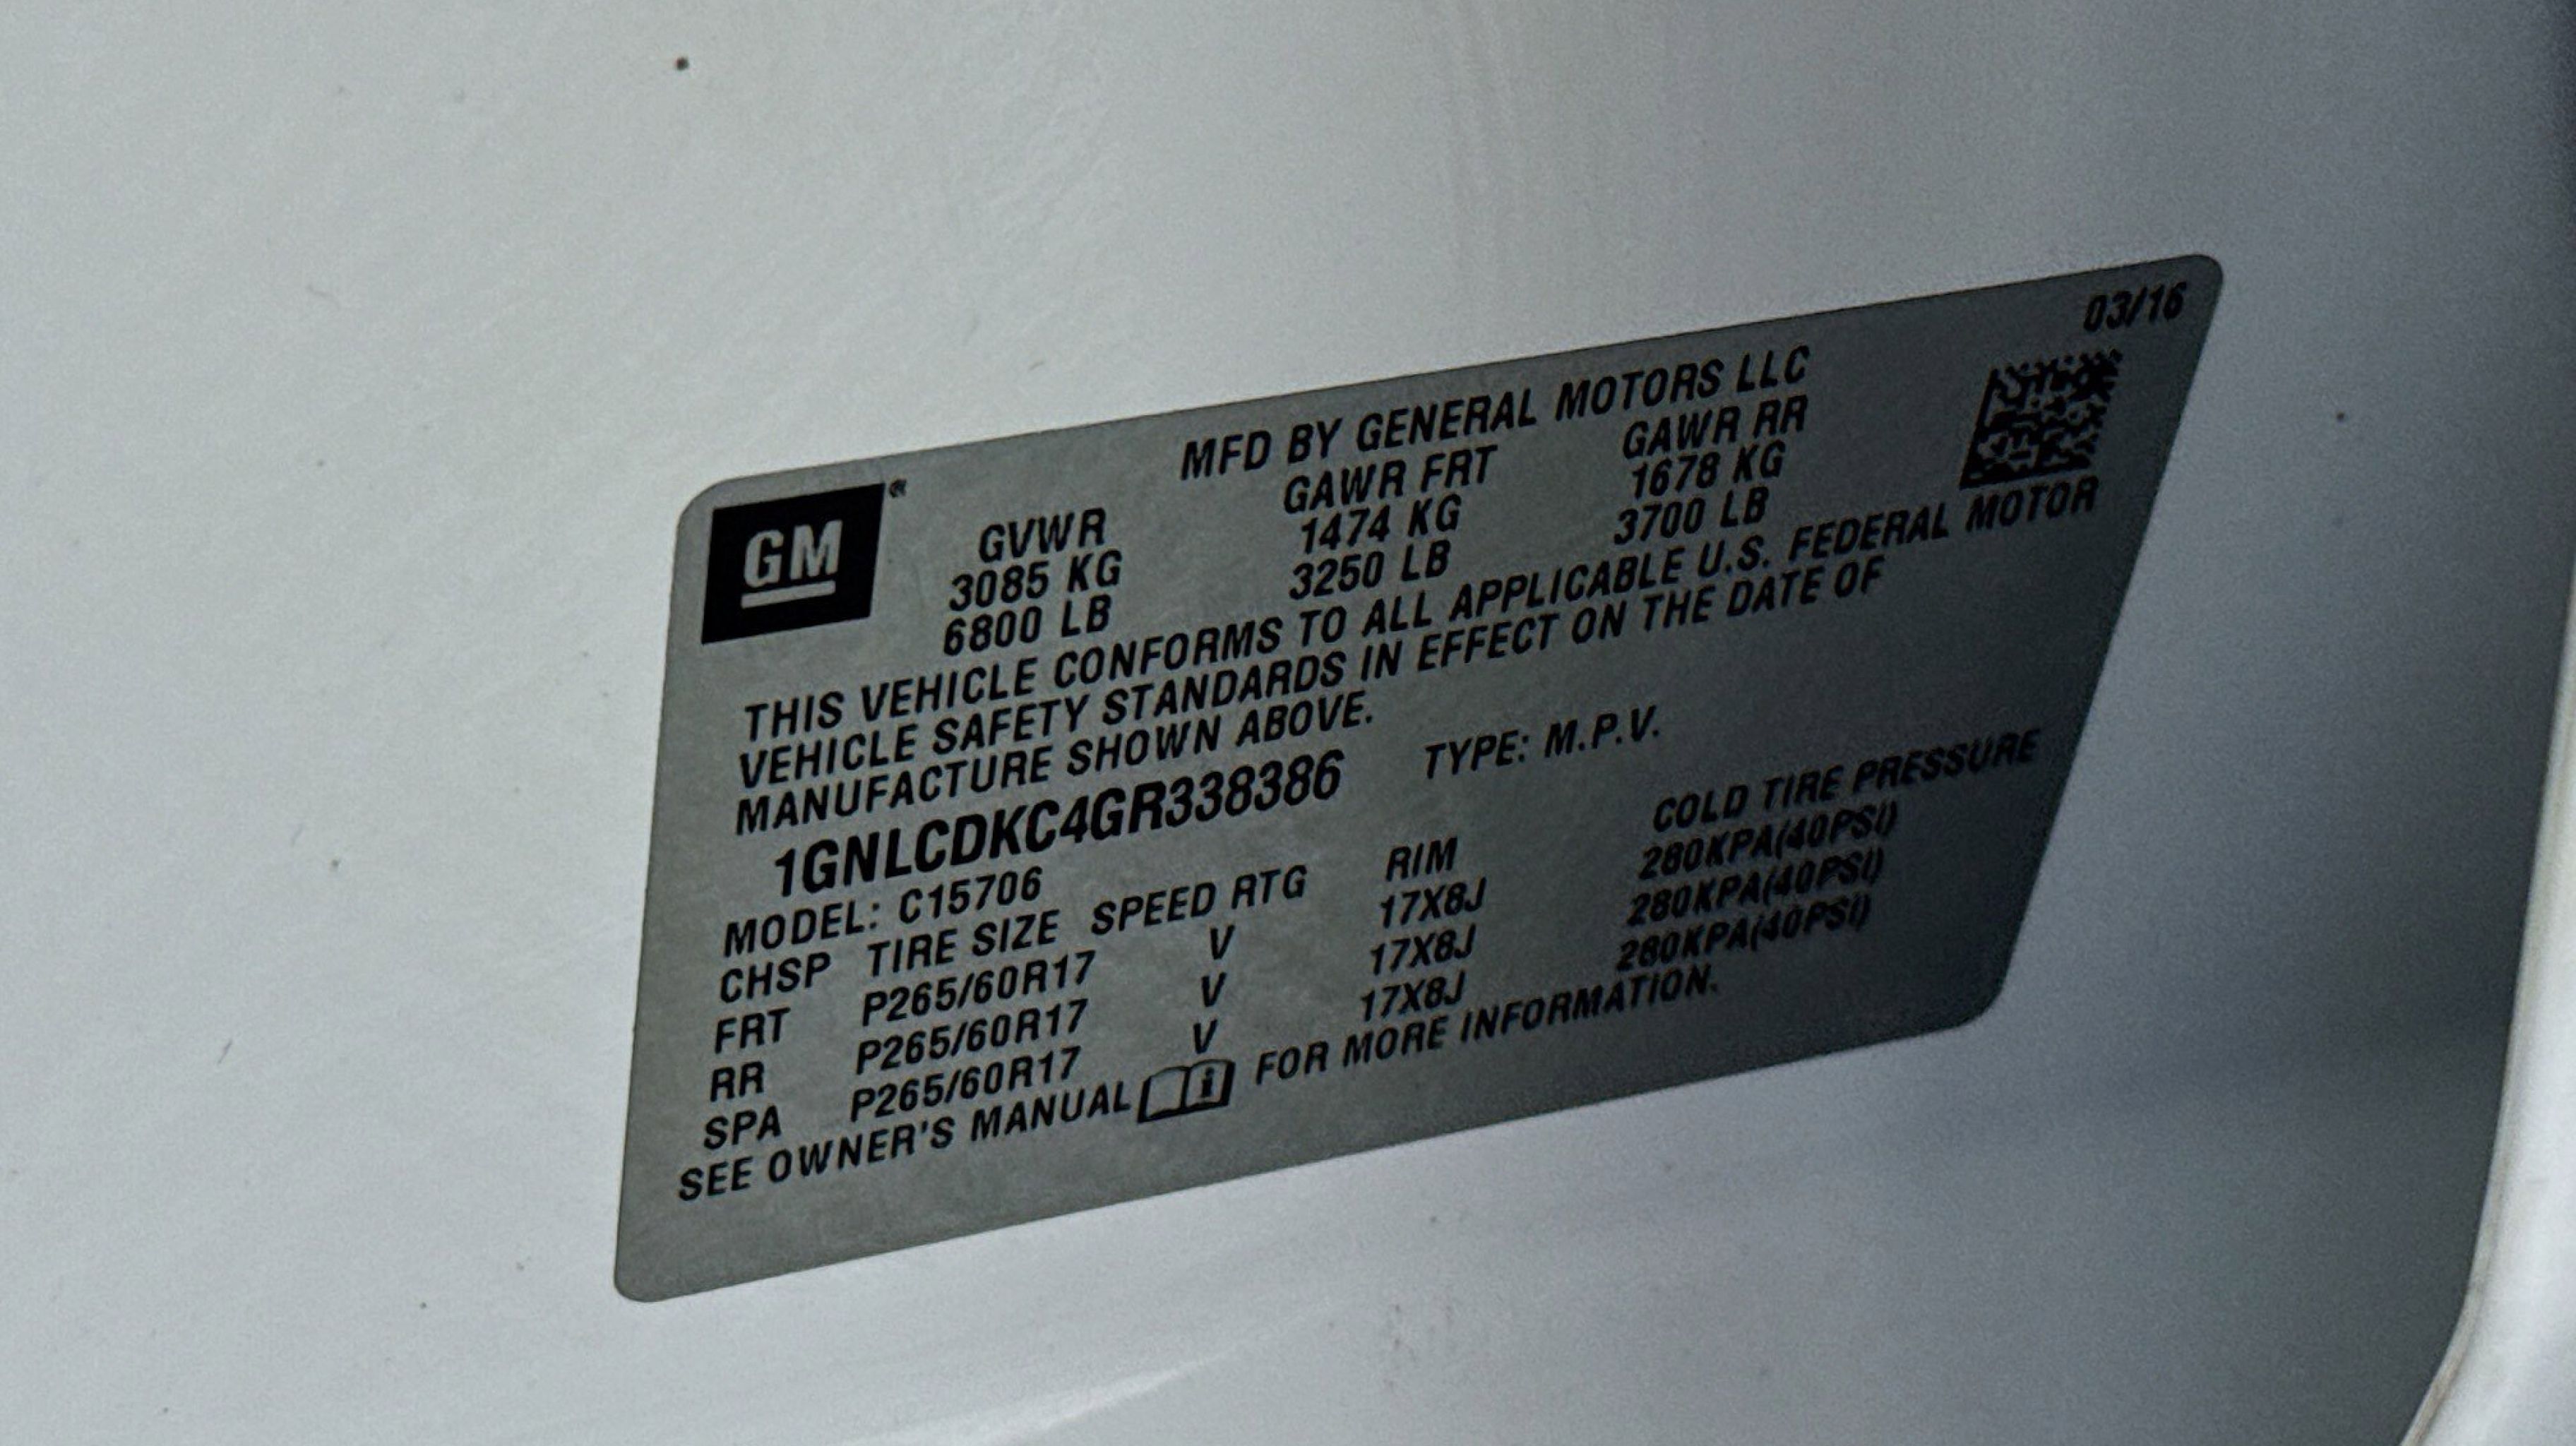 03/16
MFD BY GENERAL MOTORS LLC
GM®
GVWR GAWR FRT GAWR RR
3085 KG 1474 KG 1678 KG
6800 LB 3250 LB 3700 LB
THIS VEHICLE CONFORMS TO ALL APPLICABLE U.S. FEDERAL MOTOR
VEHICLE SAFETY STANDARDS IN EFFECT ON THE DATE OF
MANUFACTURE SHOWN ABOVE.
1GNLCDKC4GR338386 TYPE: M.P.V.
MODEL: C15706
CHSP TIRE SIZE SPEED RTG RIM COLD TIRE PRESSURE
FRT P265/60R17 V 17X8J 280KPA(40PSI)
RR P265/60R17 V 17X8J 280KPA(40PSI)
SPA P265/60R17 V 17X8J 280KPA(40PSI)
SEE OWNER'S MANUAL i FOR MORE INFORMATION.